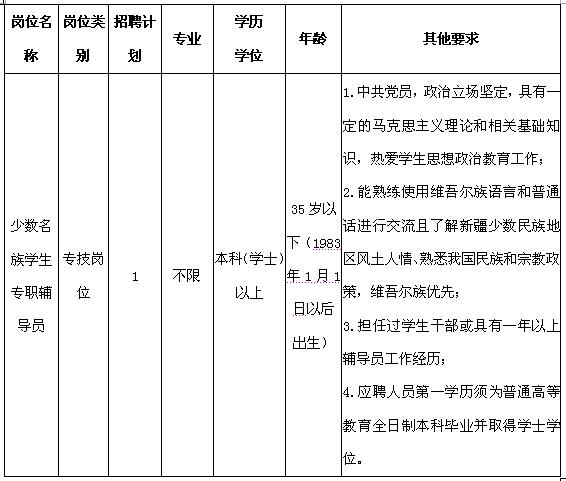 岗位名
称
岗位类
别
招聘计
划
专业
学历
学位
年龄
其他要求
少数名
族学生
专职辅
导员
专技岗
位
1
不限
本科(学士)
以上
35 岁以
下（1983
年 1 月 1
日以后
出生）
1.中共党员，政治立场坚定，具有一
定的马克思主义理论和相关基础知
识，热爱学生思想政治教育工作；
2.能熟练使用维吾尔族语言和普通
话进行交流且了解新疆少数民族地
区风土人情、熟悉我国民族和宗教政
策，维吾尔族优先；
3.担任过学生干部或具有一年以上
辅导员工作经历；
4.应聘人员第一学历须为普通高等
教育全日制本科毕业并取得学士学
位。